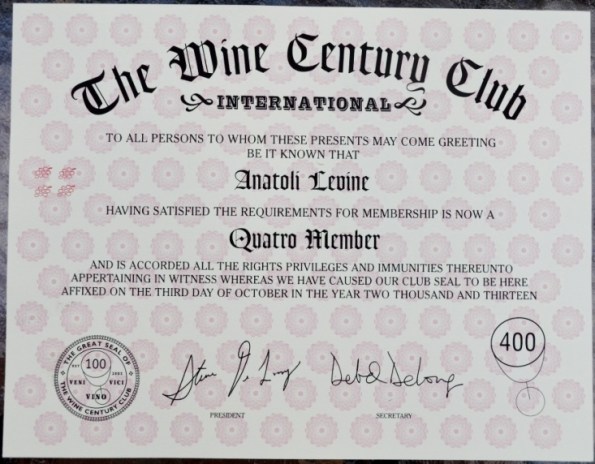 The Wine Century Club
INTERNATIONAL
TO ALL PERSONS TO WHOM THESE PRESENTS MAY COME GREETING
BE IT KNOWN THAT
Anatoli Levine
HAVING SATISFIED THE REQUIREMENTS FOR MEMBERSHIP IS NOW A
Quatro Member
AND IS ACCORDED ALL THE RIGHTS PRIVILEGES AND IMMUNITIES THEREUNTO
APPERTAINING IN WITNESS WHEREAS WE HAVE CAUSED OUR CLUB SEAL TO BE HERE
AFFIXED ON THE THIRD DAY OF OCTOBER IN THE YEAR TWO THOUSAND AND THIRTEEN
400
THE GREAT SEAL OF
100
VENI VICI
VINO
THE WINE CENTURY CLUB
Deb DeLong
PRESIDENT SECRETARY